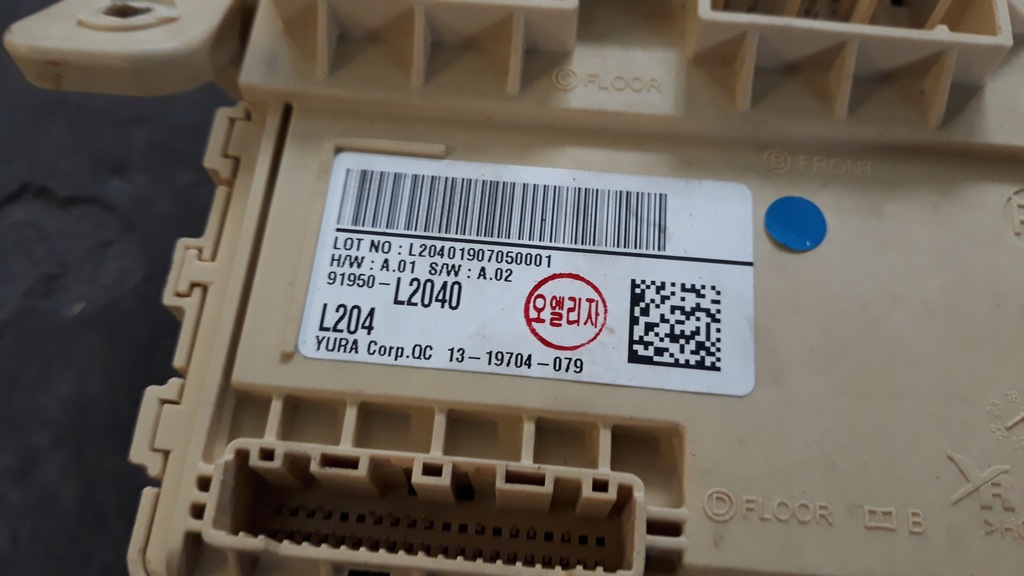 Ⓒ FLOOR
Ⓔ FRONT
LOT NO : L20401907050001
H/W : A.01 S/W : A.02
91950-L2040
오엘리자
L204
YURA Corp.QC 13-19704-079
Ⓓ FLOOR B